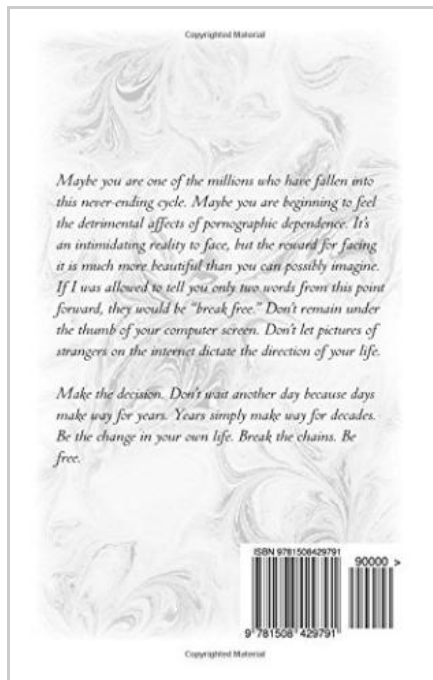 Copyrighted Material
Maybe you are one of the millions who have fallen into
this never-ending cycle. Maybe you are beginning to feel
the detrimental affects of pornographic dependence. It's
an intimidating reality to face, but the reward for facing
it is much more beautiful than you can possibly imagine.
If I was allowed to tell you only two words from this point
forward, they would be "break free." Don't remain under
the thumb of your computer screen. Don't let pictures of
strangers on the internet dictate the direction of your life.
Make the decision. Don't wait another day because days
make way for years. Years simply make way for decades.
Be the change in your own life. Break the chains. Be
free.
ISBN 9781508429791
90000 >
9 781508 429791
Copyrighted Material